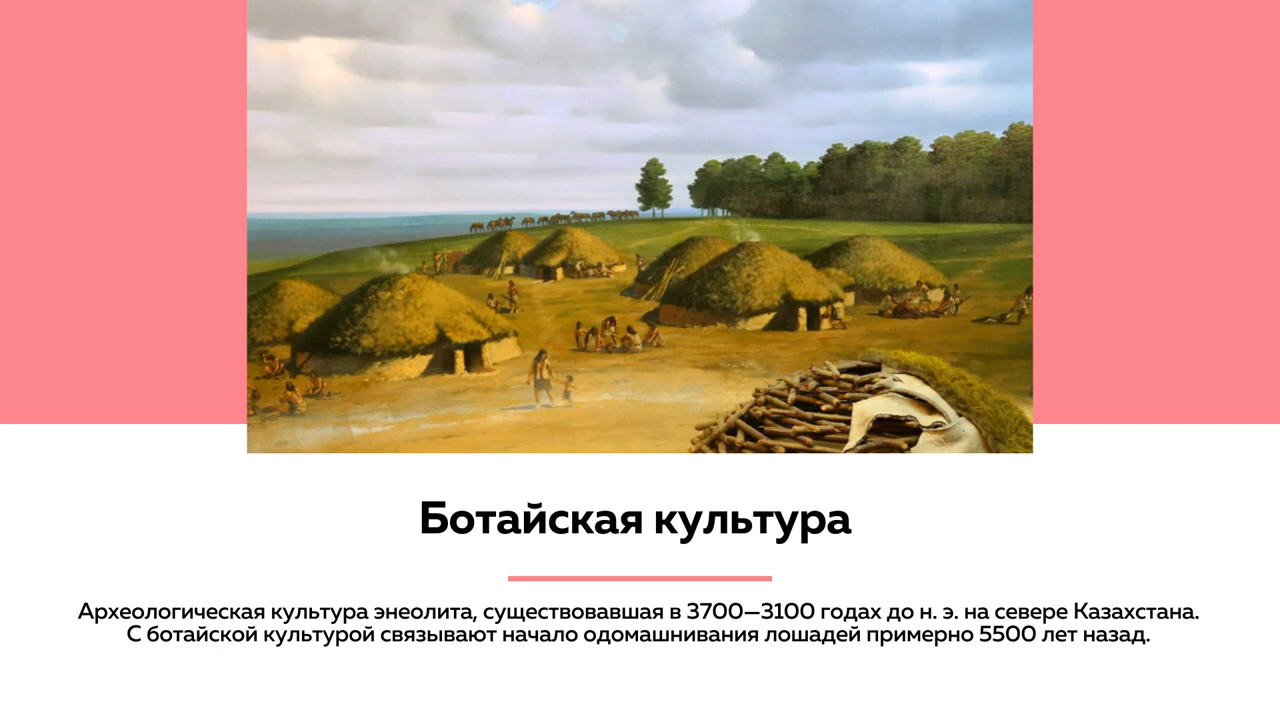 Ботайская культура
Археологическая культура энеолита, существовавшая в 3700—3100 годах до н. э. на севере Казахстана.
С ботайской культурой связывают начало одомашнивания лошадей примерно 5500 лет назад.